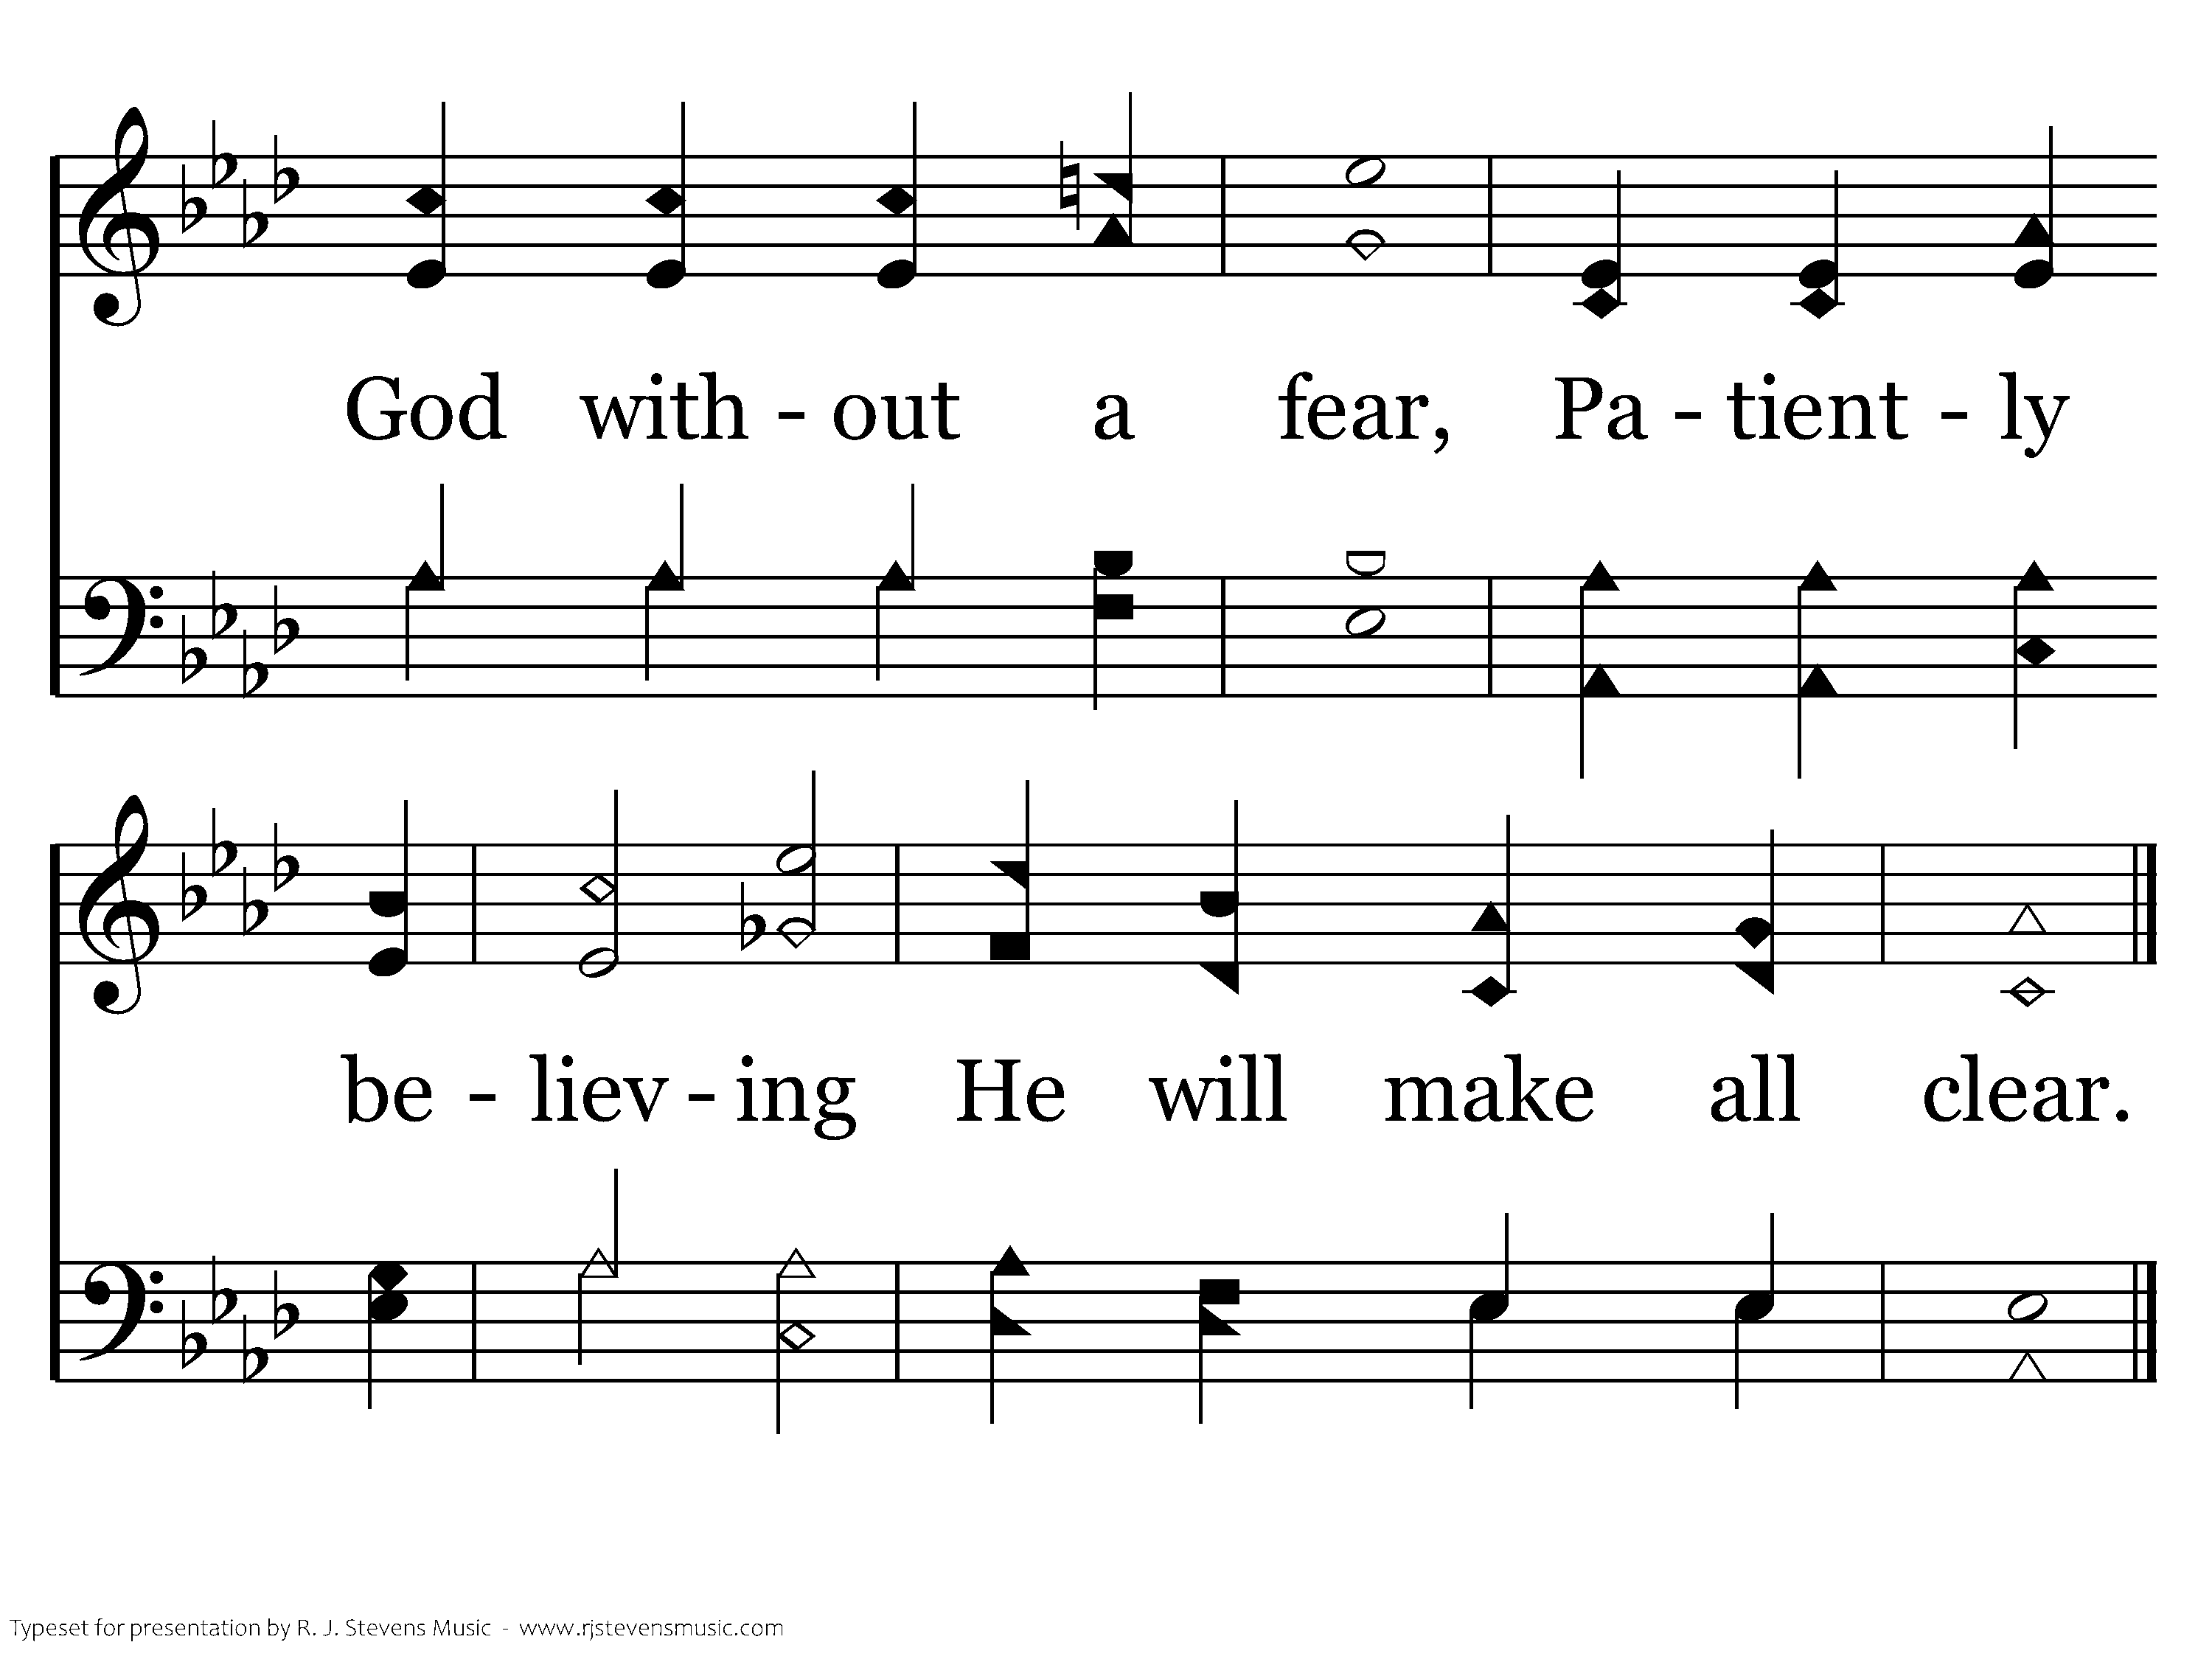 God with - out a fear, Pa - tient - ly
be - liev - ing He will make all clear.
Typeset for presentation by R. J. Stevens Music - www.rjstevensmusic.com